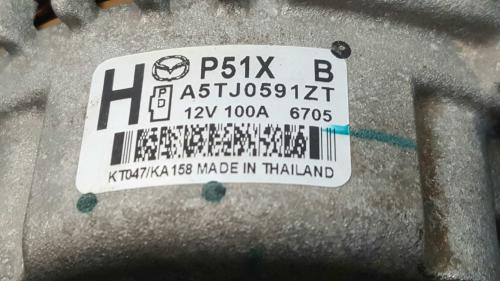 H P51X B
P D A5TJ0591ZT
12V 100A 6705
KT047/KA158 MADE IN THAILAND